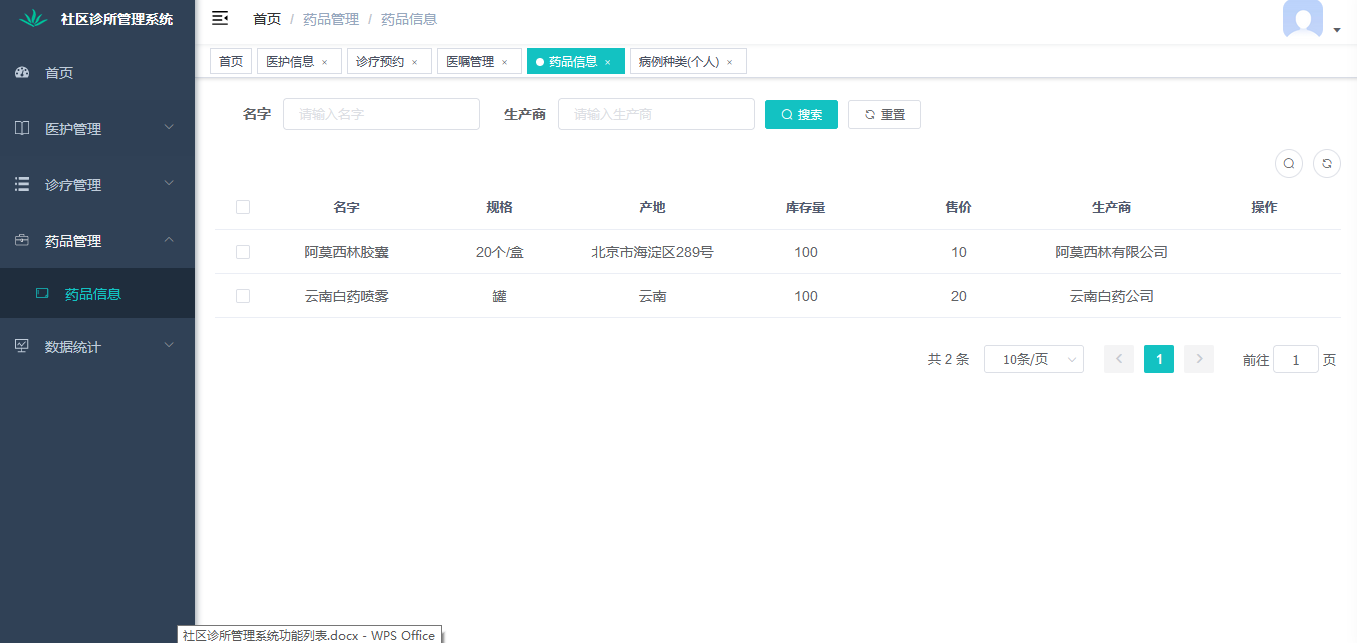 社区诊所管理系统
首页 / 药品管理 / 药品信息
首页 医护信息 × 诊疗预约 × 医嘱管理 × 药品信息 × 病例种类(个人) ×
首页
医护管理
诊疗管理
药品管理
药品信息
数据统计
名字 请输入名字 生产商 请输入生产商 搜索 重置
名字 规格 产地 库存量 售价 生产商 操作
阿莫西林胶囊 20个/盒 北京市海淀区289号 100 10 阿莫西林有限公司
云南白药喷雾 罐 云南 100 20 云南白药公司
共 2 条 10条/页 1 前往 1 页
社区诊所管理系统功能列表.docx - WPS Office